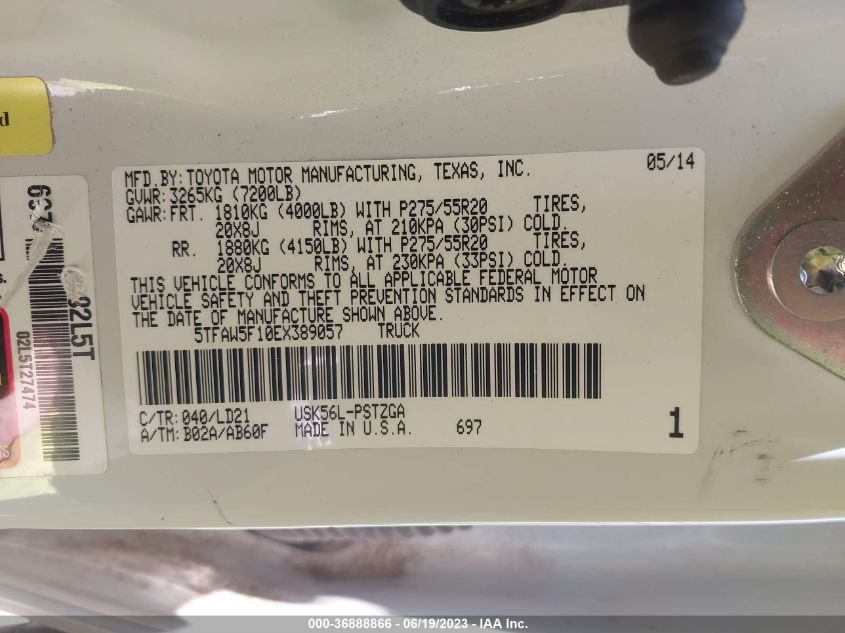 d
MFD.BY: TOYOTA MOTOR MANUFACTURING, TEXAS, INC. 05/14
GVWR: 3265KG (7200LB)
GAWR: FRT. 1810KG (4000LB) WITH P275/55R20 TIRES,
20X8J RIMS, AT 210KPA (30PSI) COLD.
RR. 1880KG (4150LB) WITH P275/55R20 TIRES,
20X8J RIMS, AT 230KPA (33PSI) COLD.
THIS VEHICLE CONFORMS TO ALL APPLICABLE FEDERAL MOTOR
VEHICLE SAFETY AND THEFT PREVENTION STANDARDS IN EFFECT ON
THE DATE OF MANUFACTURE SHOWN ABOVE.
5TFAW5F10EX389057 TRUCK
C/TR: 040/LD21 USK56L-PSTZGA
A/TM: B02A/AB60F MADE IN U.S.A. 697 1
02L5T27474
000-36888866 - 06/19/2023 - IAA Inc.